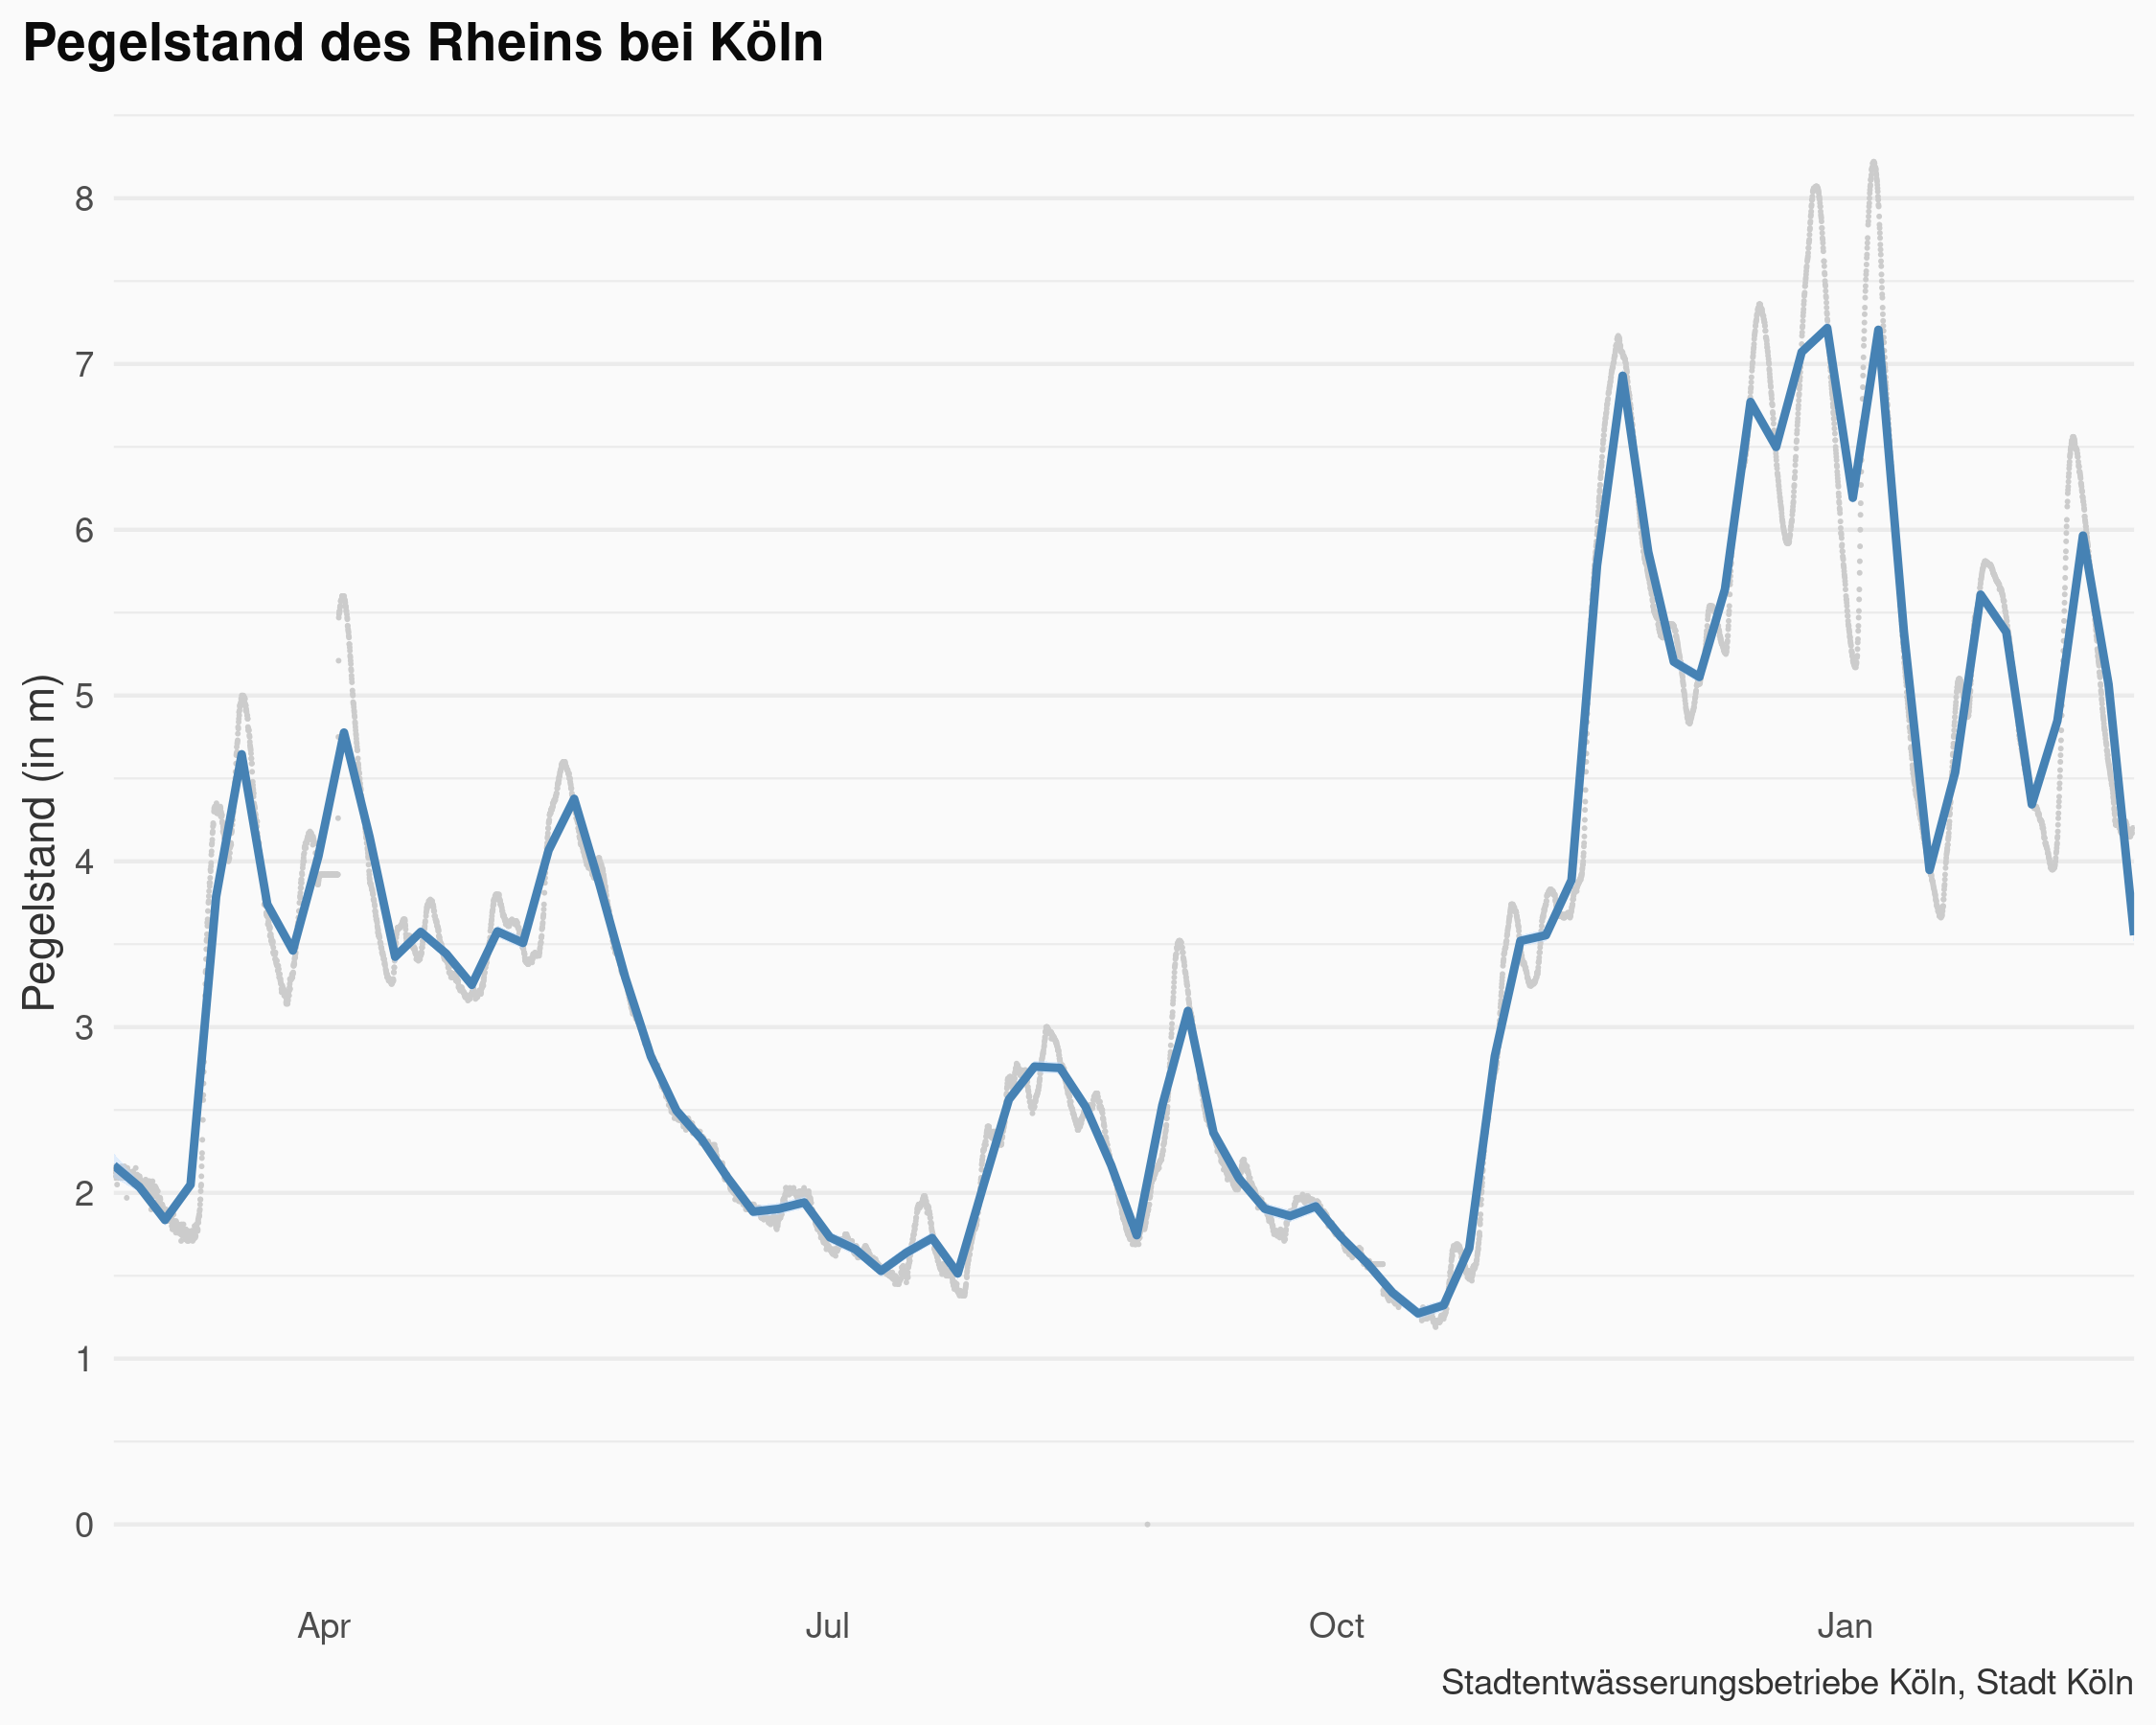 Pegelstand des Rheins bei Köln
Pegelstand (in m)
8
7
6
5
4
3
2
1
0
Apr Jul Oct Jan
Stadtentwässerungsbetriebe Köln, Stadt Köln